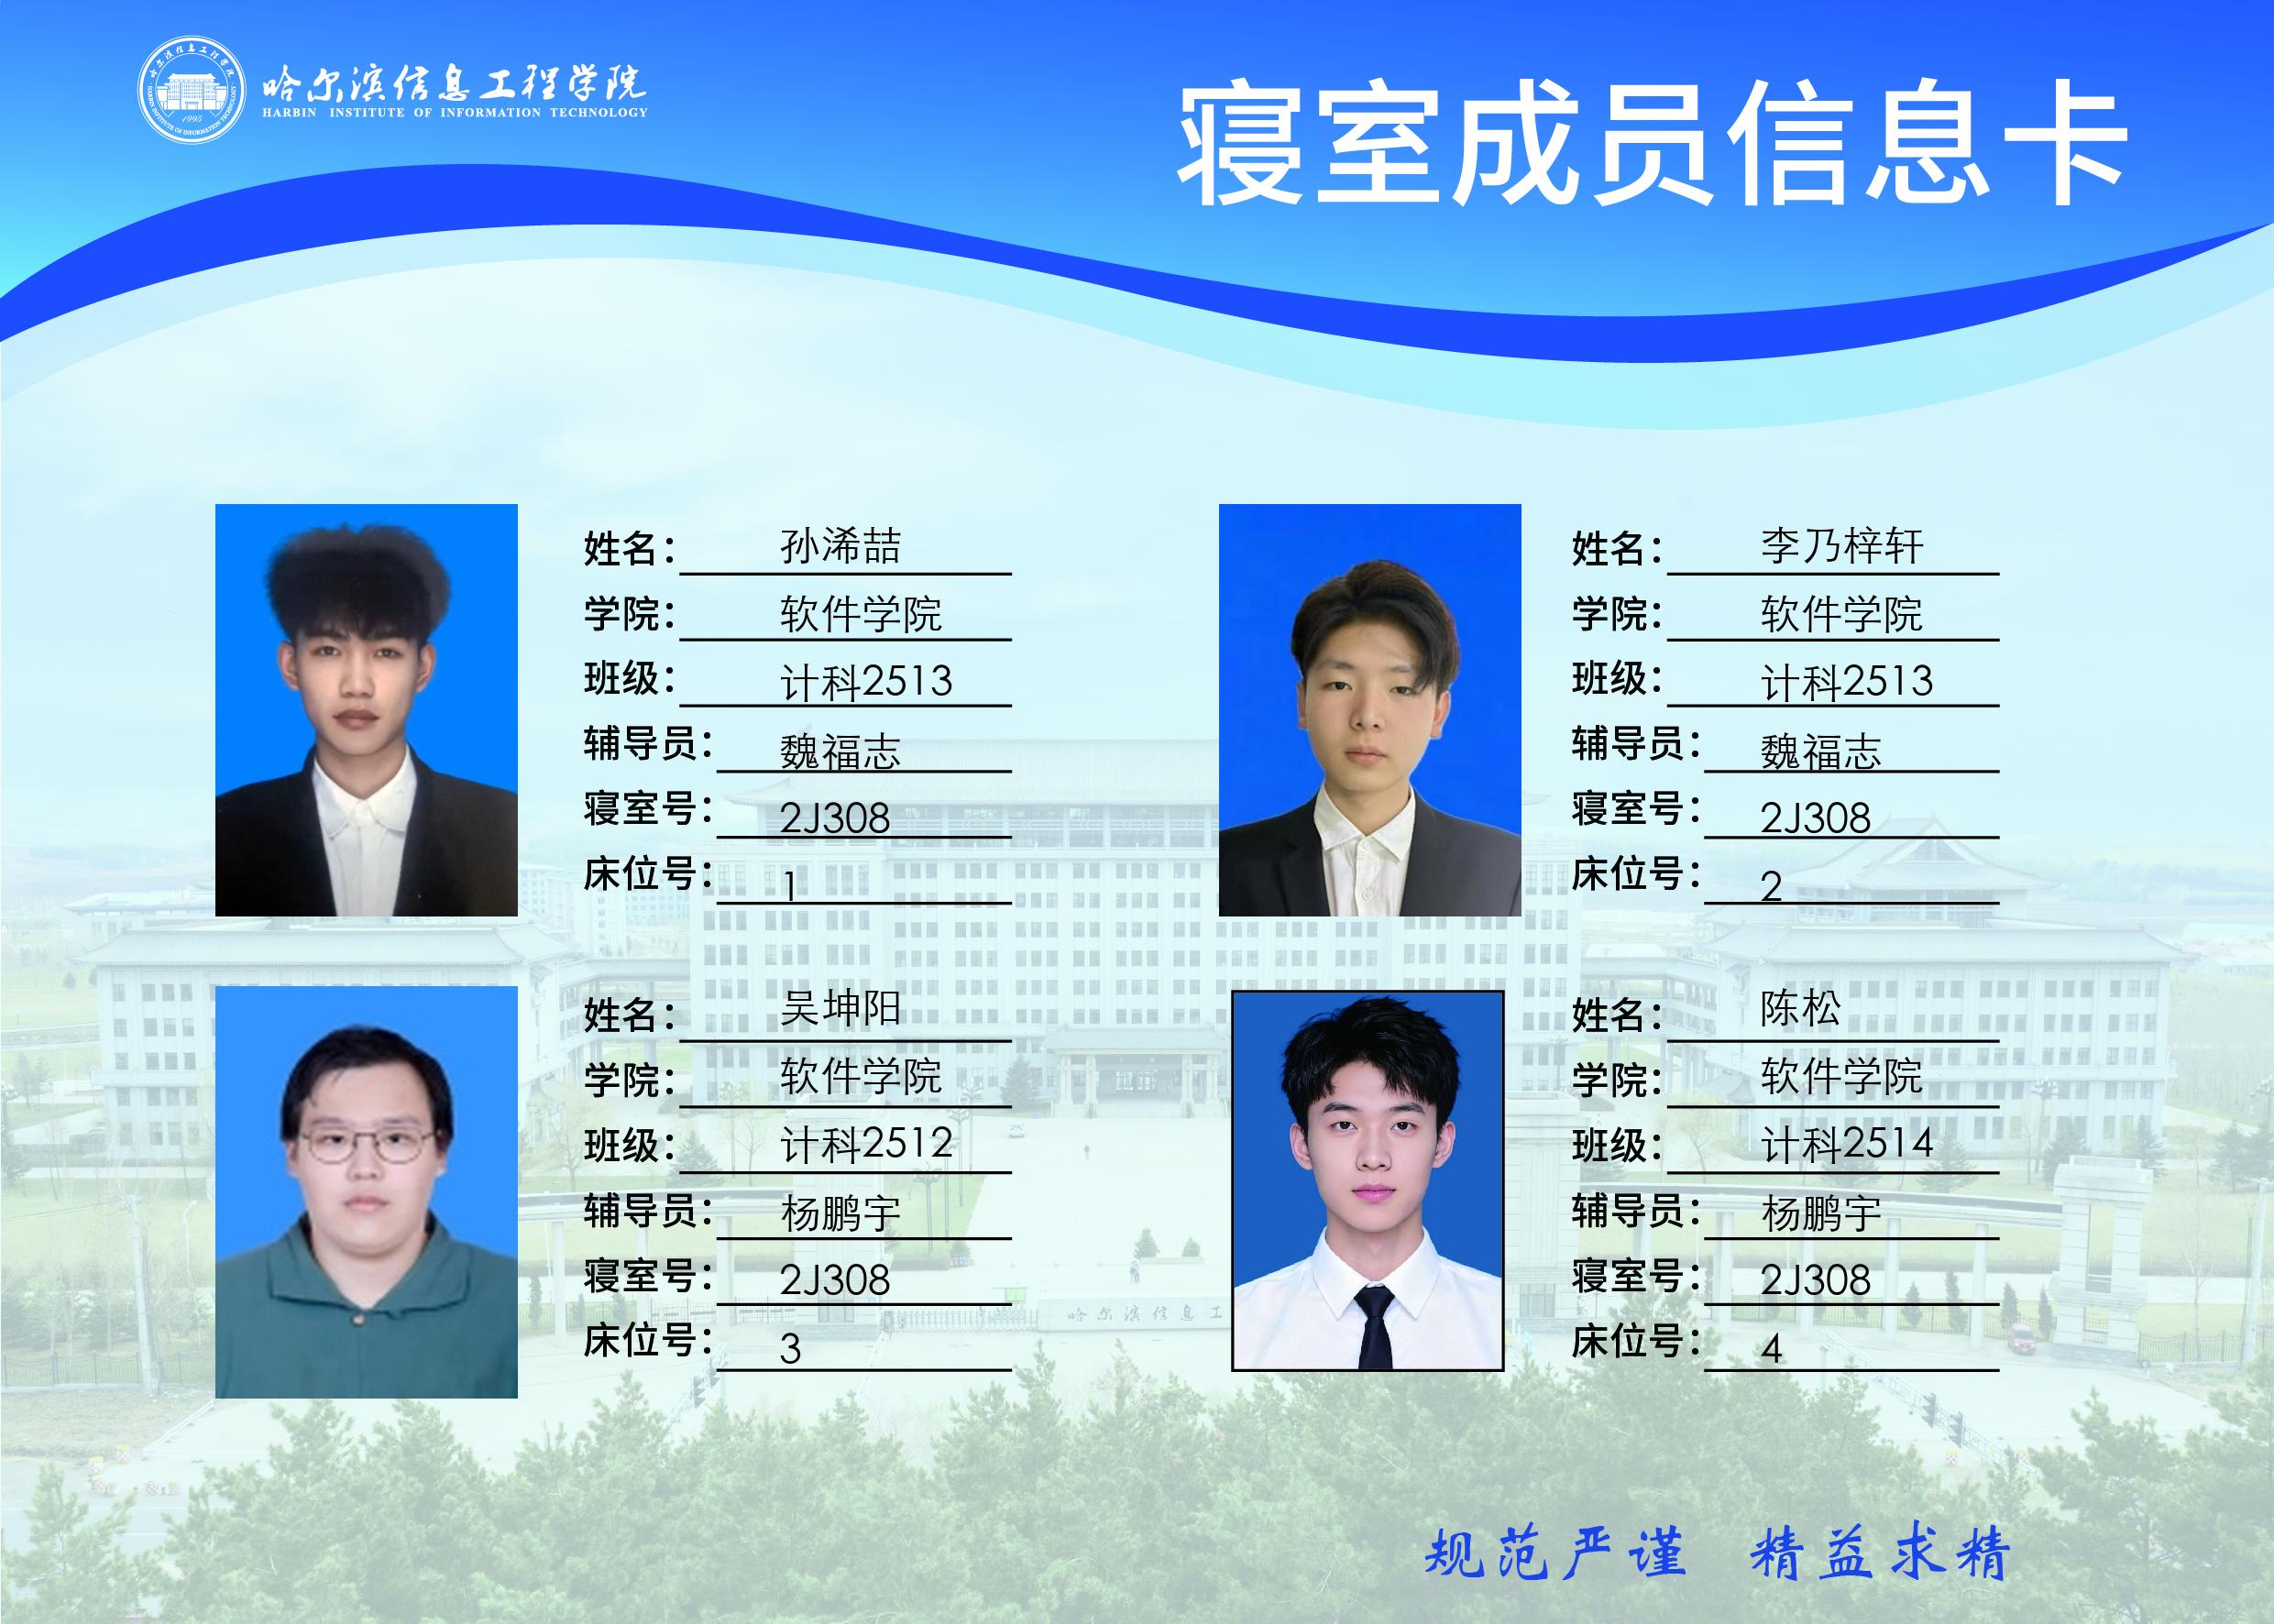 哈尔滨信息工程学院
HARBIN INSTITUTE OF INFORMATION TECHNOLOGY
1995
寝室成员信息卡
姓名: 孙浠喆
学院: 软件学院
班级: 计科2513
辅导员: 魏福志
寝室号: 2J308
床位号: 1
姓名: 李乃梓轩
学院: 软件学院
班级: 计科2513
辅导员: 魏福志
寝室号: 2J308
床位号: 2
姓名: 吴坤阳
学院: 软件学院
班级: 计科2512
辅导员: 杨鹏宇
寝室号: 2J308
床位号: 3
姓名: 陈松
学院: 软件学院
班级: 计科2514
辅导员: 杨鹏宇
寝室号: 2J308
床位号: 4
哈尔滨信息工
规范严谨 精益求精